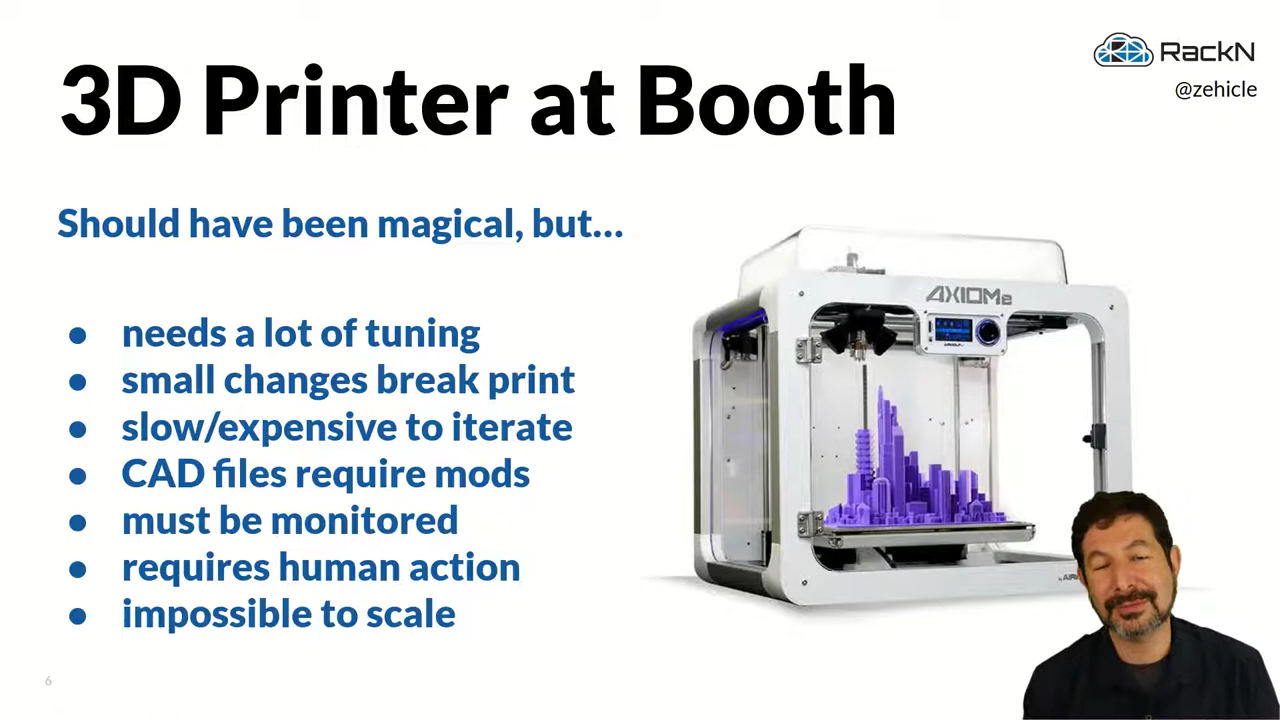 RackN
@zehicle
3D Printer at Booth
Should have been magical, but...
● needs a lot of tuning
● small changes break print
● slow/expensive to iterate
● CAD files require mods
● must be monitored
● requires human action
● impossible to scale
AXIOMe
6